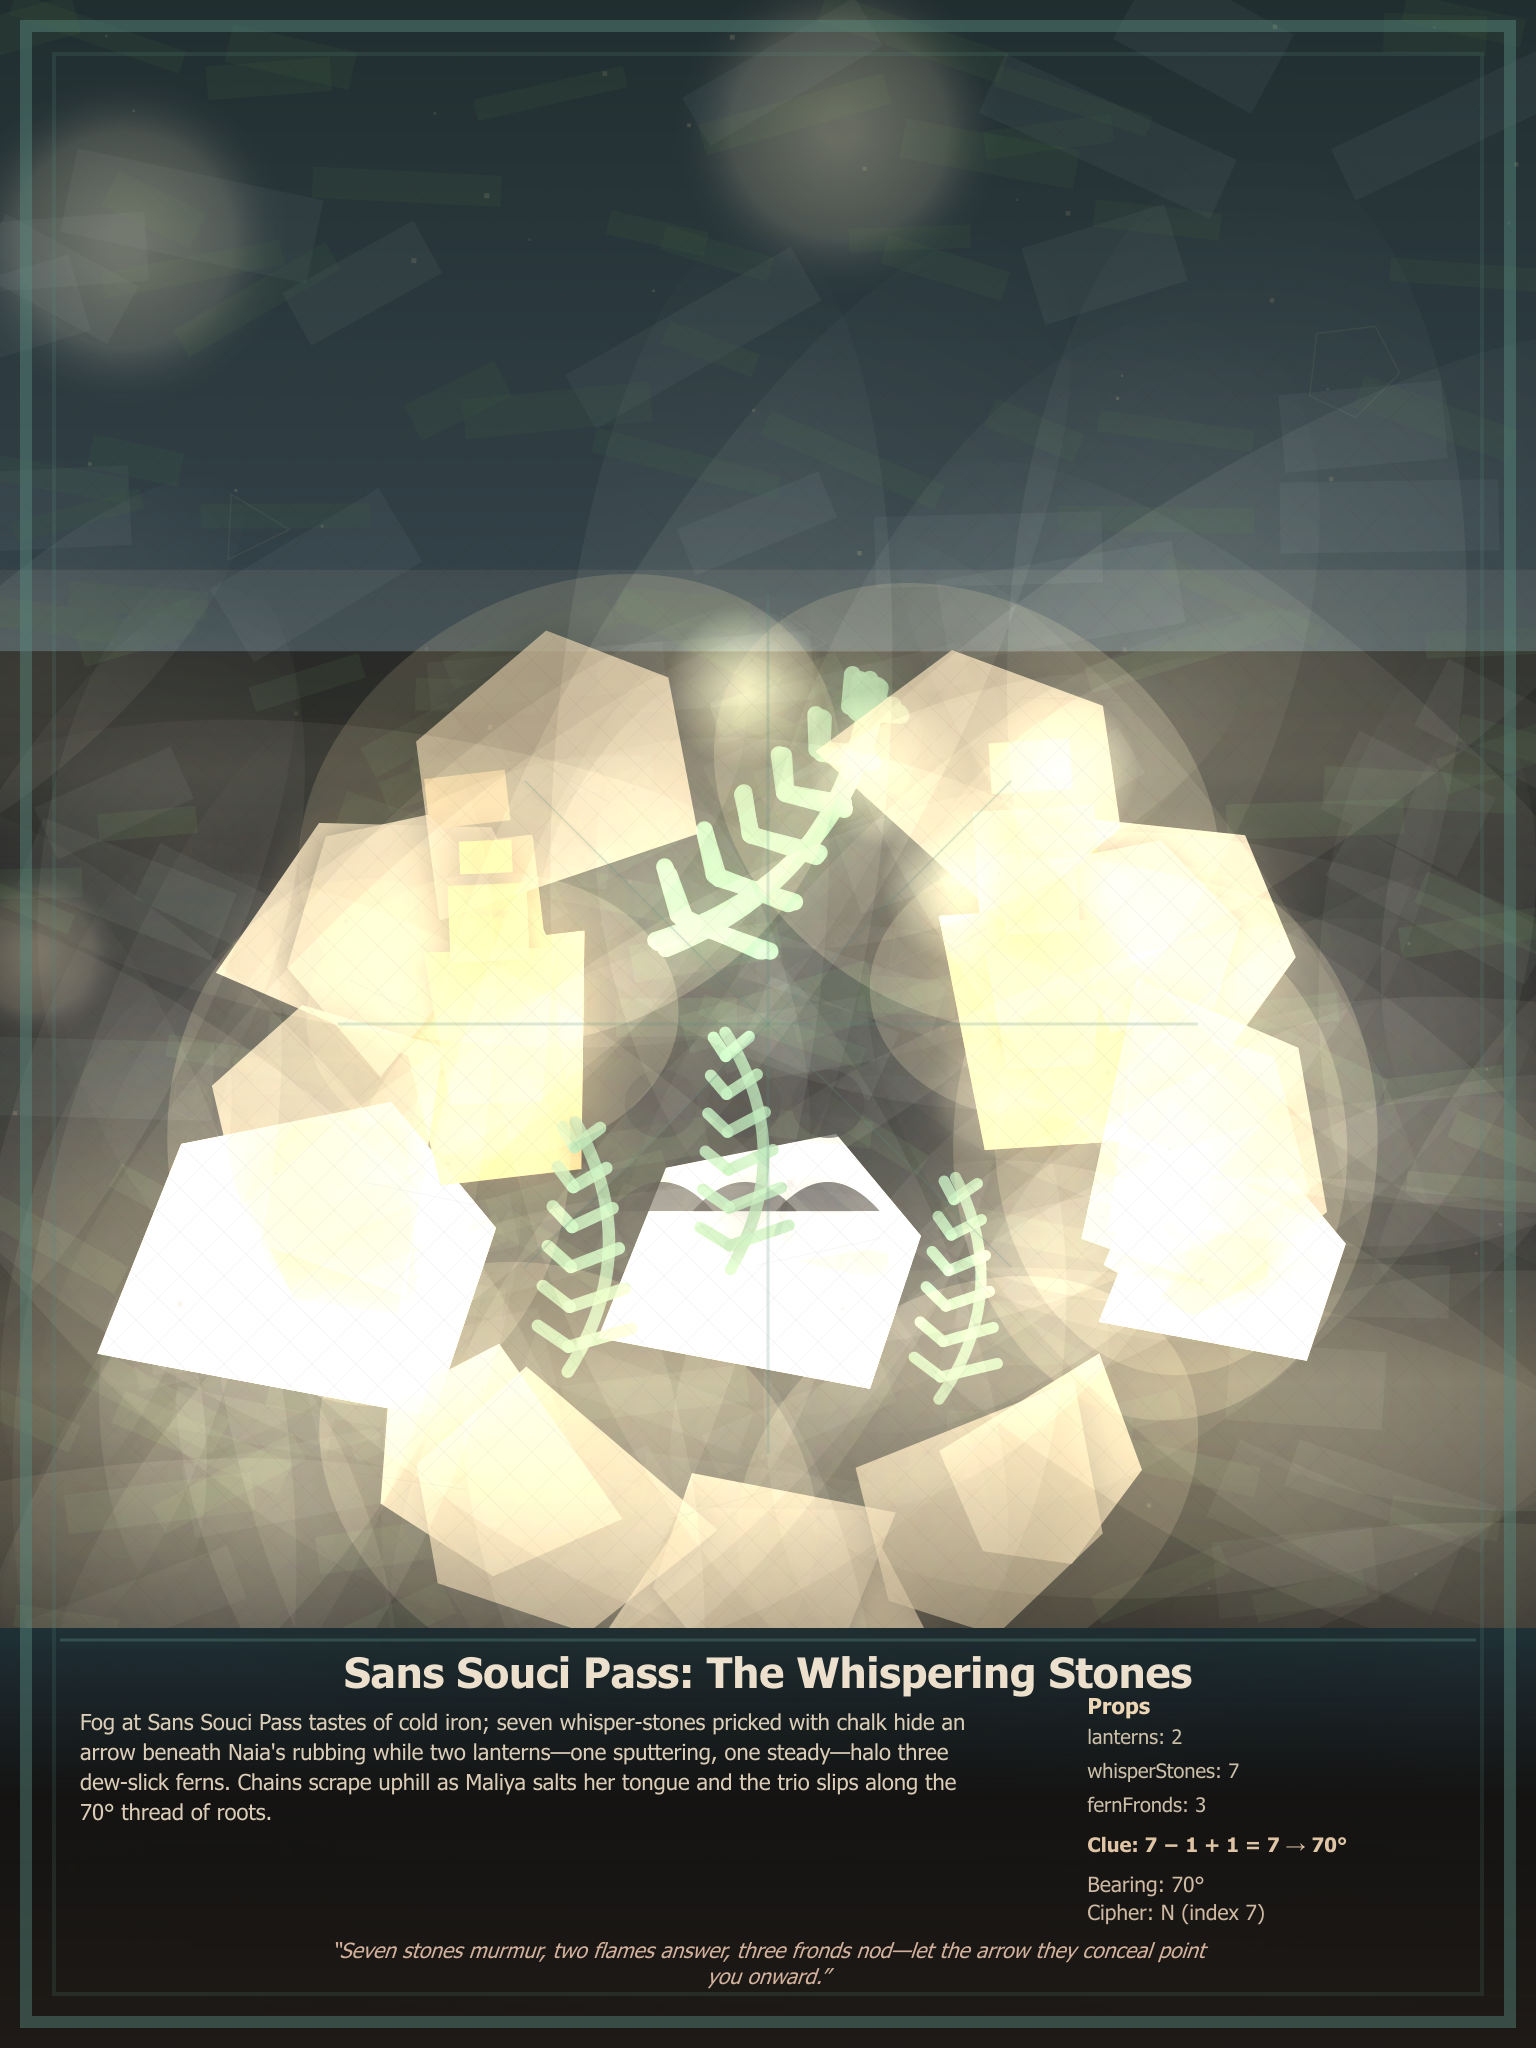 Sans Souci Pass: The Whispering Stones
Fog at Sans Souci Pass tastes of cold iron; seven whisper-stones pricked with chalk hide an
arrow beneath Naia's rubbing while two lanterns—one sputtering, one steady—halo three
dew-slick ferns. Chains scrape uphill as Maliya salts her tongue and the trio slips along the
70° thread of roots.
Props
lanterns: 2
whisperStones: 7
fernFronds: 3
Clue: 7 − 1 + 1 = 7 → 70°
Bearing: 70°
Cipher: N (index 7)
“Seven stones murmur, two flames answer, three fronds nod—let the arrow they conceal point
you onward.”